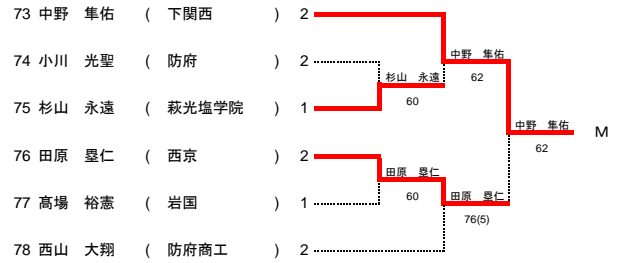 73 中野　隼佑 ( 下関西 ) 2
74 小川　光聖 ( 防府 ) 2
75 杉山　永遠 ( 萩光塩学院 ) 1
76 田原　塁仁 ( 西京 ) 2
77 髙場　裕憲 ( 岩国 ) 1
78 西山　大翔 ( 防府商工 ) 2
杉山　永遠
60
田原　塁仁
60
中野　隼佑
62
田原　塁仁
76(5)
中野　隼佑
62
M